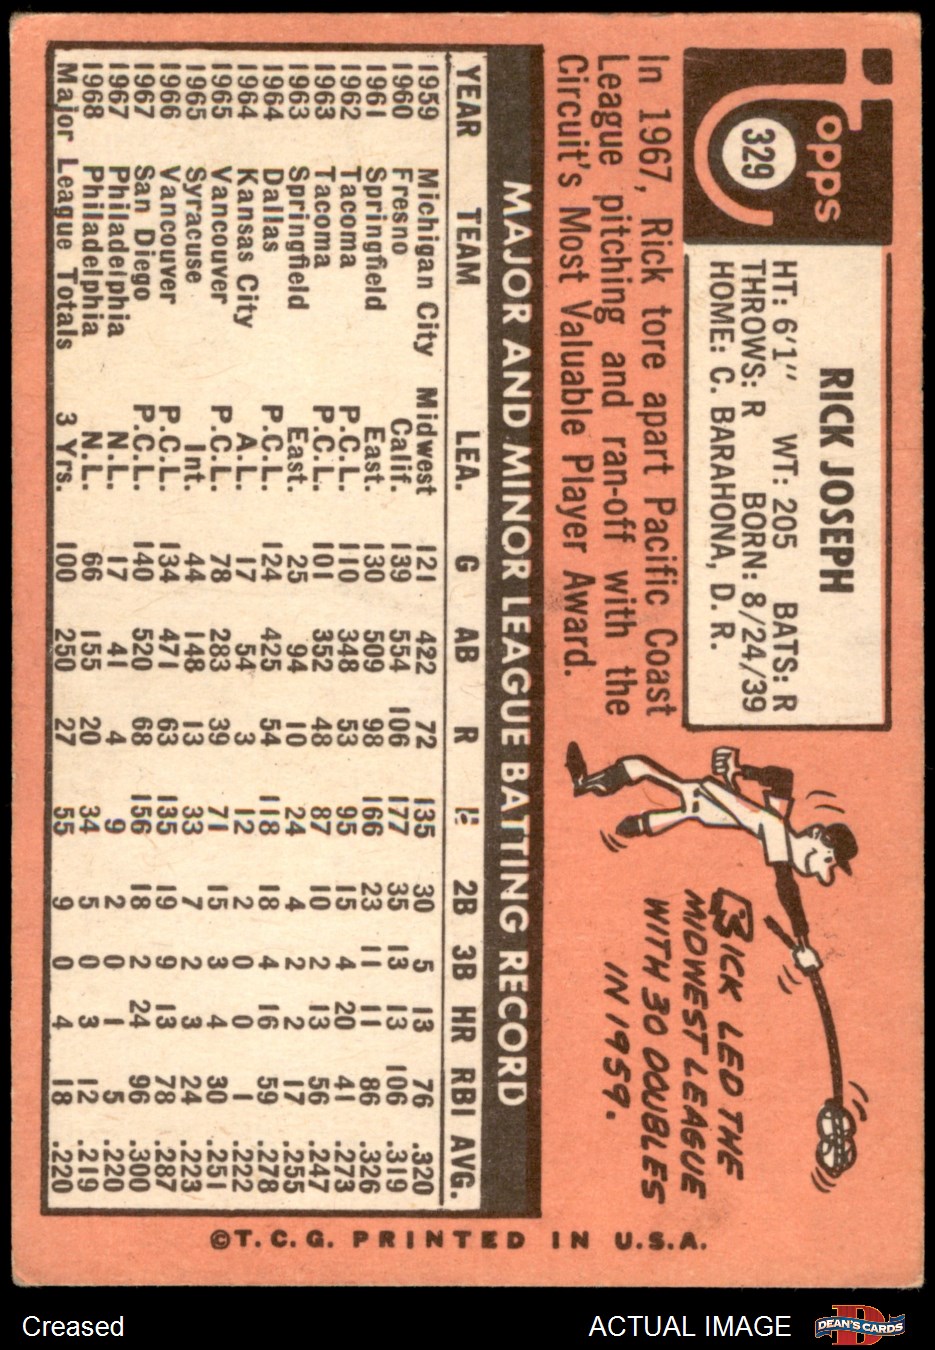 Topps
329
RICK JOSEPH
HT: 6'1" WT: 205 BATS: R
THROWS: R BORN: 8/24/39
HOME: C. BARAHONA, D. R.
In 1967, Rick tore apart Pacific Coast
League pitching and ran-off with the
Circuit's Most Valuable Player Award.
RICK LED THE
MIDWEST LEAGUE
WITH 30 DOUBLES
IN 1959.
MAJOR AND MINOR LEAGUE BATTING RECORD
YEAR TEAM LEA. G AB R H 2B 3B HR RBI AVG.
1959 Michigan City Midwest 121 422 72 135 30 5 13 76 .320
1960 Fresno Calif. 139 554 106 177 35 13 13 106 .319
1961 Springfield East. 130 509 98 166 23 11 11 86 .326
1962 Tacoma P.C.L. 110 348 53 95 15 4 20 41 .273
1963 Tacoma P.C.L. 101 352 48 87 10 2 13 56 .247
1963 Springfield East. 25 94 10 24 4 2 2 17 .255
1964 Dallas P.C.L. 124 425 54 118 18 4 16 59 .278
1964 Kansas City A.L. 17 54 3 12 2 0 0 1 .222
1965 Vancouver P.C.L. 78 283 39 71 15 3 4 30 .251
1965 Syracuse Int. 44 148 13 33 7 2 3 24 .223
1966 Vancouver P.C.L. 134 471 63 135 19 9 13 78 .287
1967 San Diego P.C.L. 140 520 68 156 18 2 24 96 .300
1967 Philadelphia N.L. 17 41 4 9 2 0 1 5 .220
1968 Philadelphia N.L. 66 155 20 34 5 0 3 12 .219
Major League Totals 3 Yrs. 100 250 27 55 9 0 4 18 .220
©T.C.G. PRINTED IN U.S.A.
Creased
ACTUAL IMAGE
D
DEAN'S CARDS